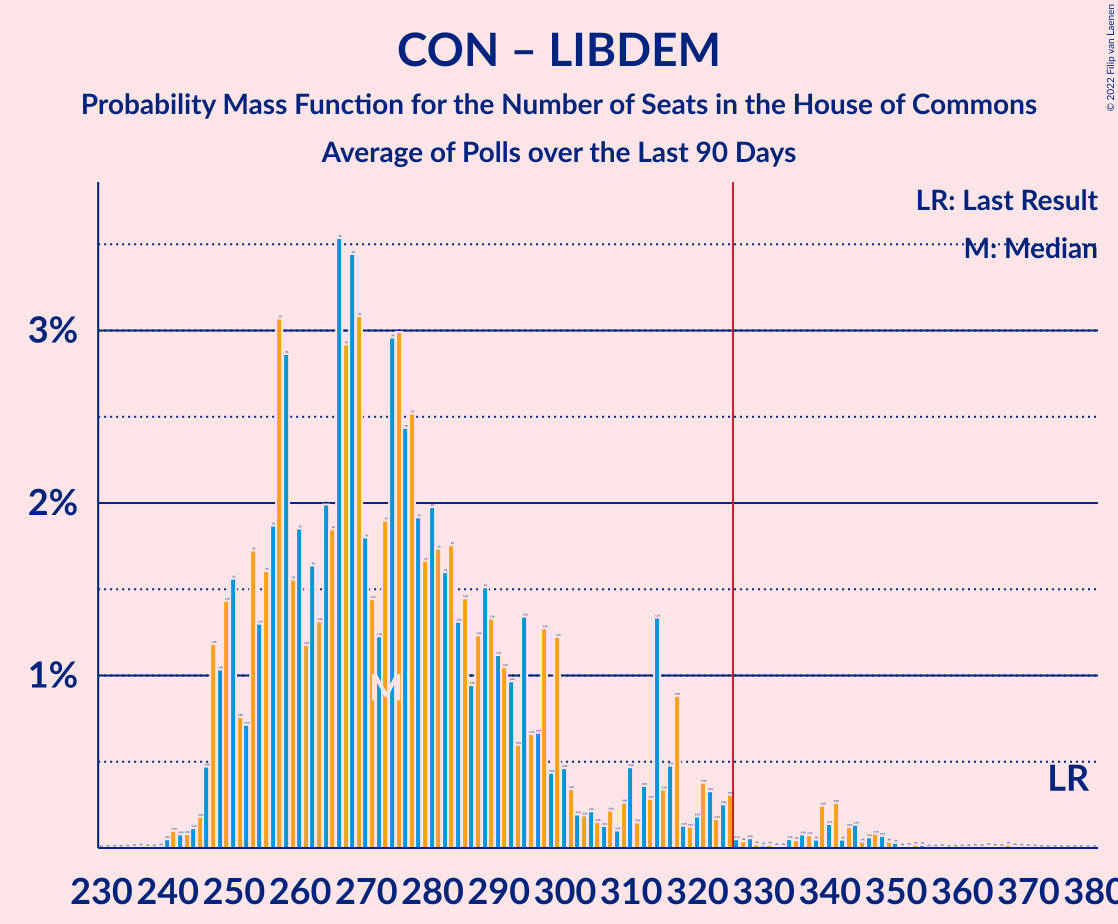 CON – LIBDEM
Probability Mass Function for the Number of Seats in the House of Commons
Average of Polls over the Last 90 Days
© 2022 Filip van Laenen
LR: Last Result
M: Median
3%
2%
1%
M
LR
230 240 250 260 270 280 290 300 310 320 330 340 350 360 370 380